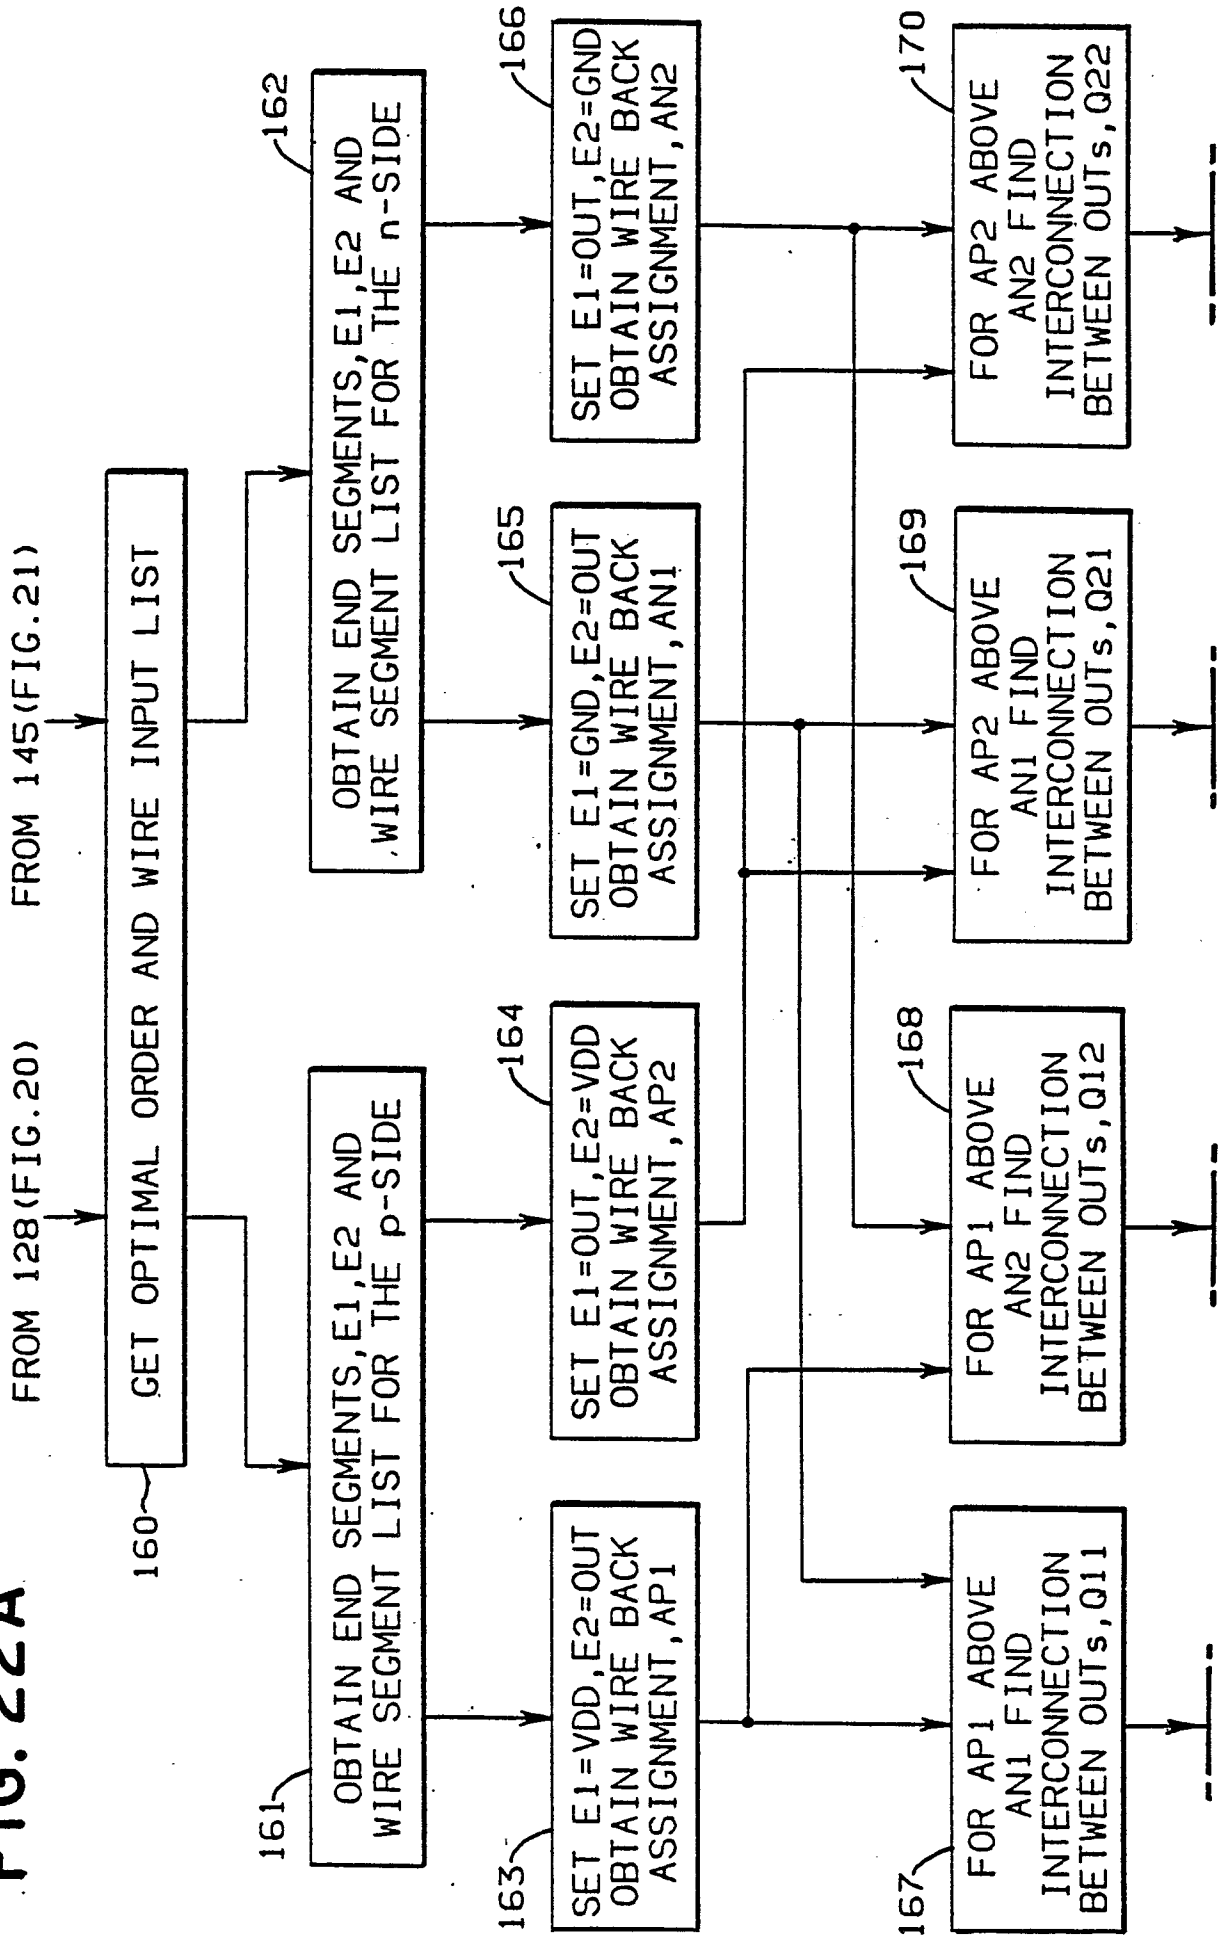 FIG. 22A
FROM 128(FIG.20)
FROM 145(FIG.21)
160
GET OPTIMAL ORDER AND WIRE INPUT LIST
161
OBTAIN END SEGMENTS,E1,E2 AND
WIRE SEGMENT LIST FOR THE p-SIDE
162
OBTAIN END SEGMENTS,E1,E2 AND
WIRE SEGMENT LIST FOR THE n-SIDE
163
SET E1=VDD,E2=OUT
OBTAIN WIRE BACK
ASSIGNMENT,AP1
164
SET E1=OUT,E2=VDD
OBTAIN WIRE BACK
ASSIGNMENT,AP2
165
SET E1=GND,E2=OUT
OBTAIN WIRE BACK
ASSIGNMENT,AN1
166
SET E1=OUT,E2=GND
OBTAIN WIRE BACK
ASSIGNMENT,AN2
167
FOR AP1 ABOVE
AN1 FIND
INTERCONNECTION
BETWEEN OUTs,Q11
168
FOR AP1 ABOVE
AN2 FIND
INTERCONNECTION
BETWEEN OUTs,Q12
169
FOR AP2 ABOVE
AN1 FIND
INTERCONNECTION
BETWEEN OUTs,Q21
170
FOR AP2 ABOVE
AN2 FIND
INTERCONNECTION
BETWEEN OUTs,Q22